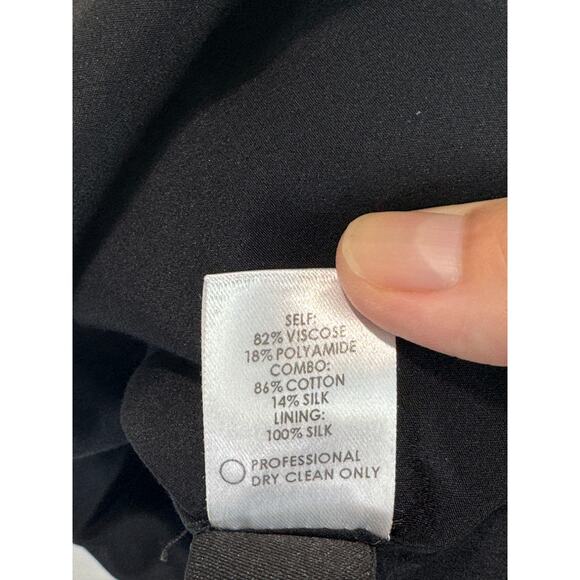 SELF:
82% VISCOSE
18% POLYAMIDE
COMBO:
86% COTTON
14% SILK
LINING:
100% SILK
PROFESSIONAL
DRY CLEAN ONLY